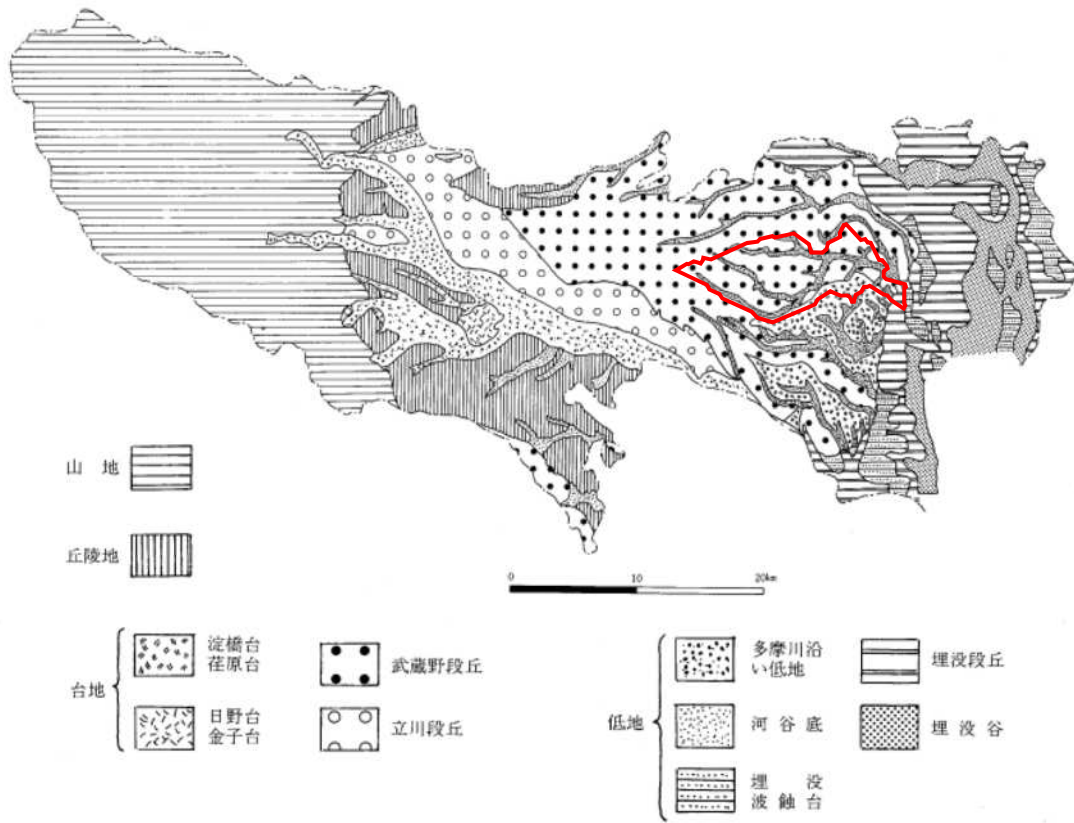 山地
丘陵地
0 10 20km
台地
淀橋台
荏原台
日野台
金子台
武蔵野段丘
立川段丘
低地
多摩川沿
い低地
河谷底
埋没
波蝕台
埋没段丘
埋没谷